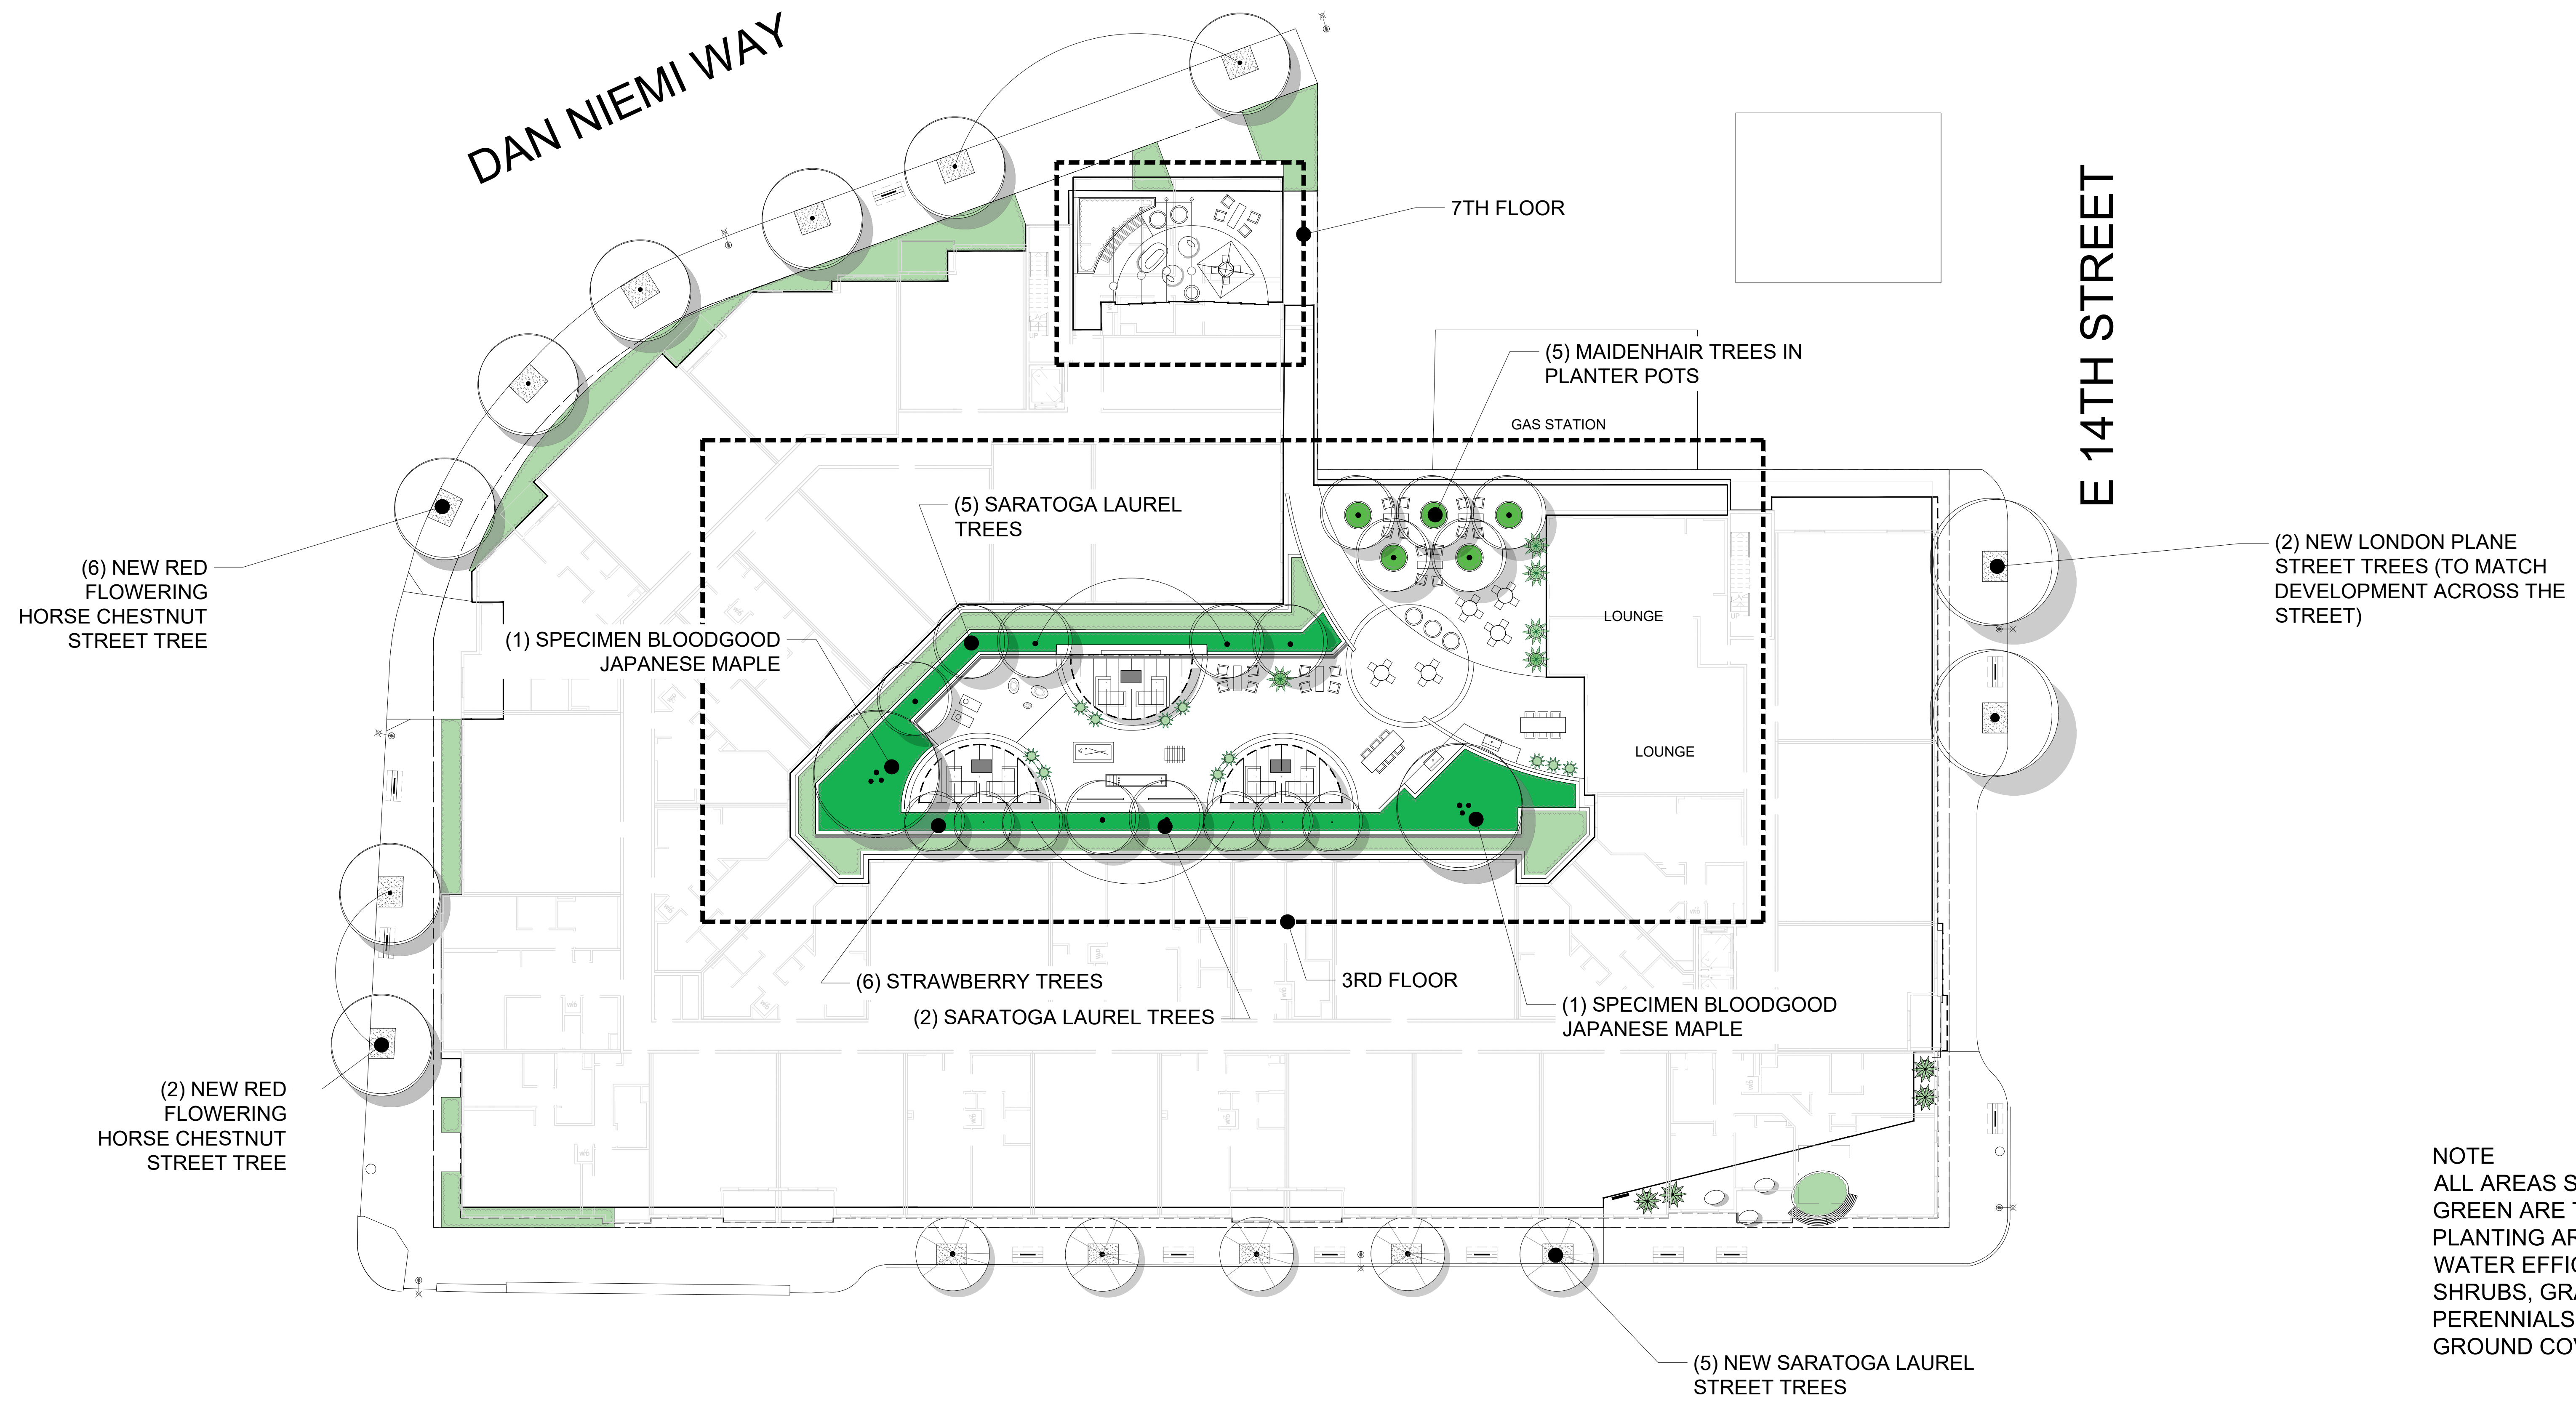 DAN NIEMI WAY
E 14TH STREET
7TH FLOOR
(5) MAIDENHAIR TREES IN
PLANTER POTS
GAS STATION
(5) SARATOGA LAUREL
TREES
(6) NEW RED
FLOWERING
HORSE CHESTNUT
STREET TREE
(2) NEW LONDON PLANE
STREET TREES (TO MATCH
DEVELOPMENT ACROSS THE
STREET)
(1) SPECIMEN BLOODGOOD
JAPANESE MAPLE
LOUNGE
LOUNGE
(6) STRAWBERRY TREES
3RD FLOOR
(2) SARATOGA LAUREL TREES
(1) SPECIMEN BLOODGOOD
JAPANESE MAPLE
(2) NEW RED
FLOWERING
HORSE CHESTNUT
STREET TREE
NOTE
ALL AREAS S
GREEN ARE
PLANTING AR
WATER EFFIC
SHRUBS, GRA
PERENNIALS
GROUND COV
(5) NEW SARATOGA LAUREL
STREET TREES